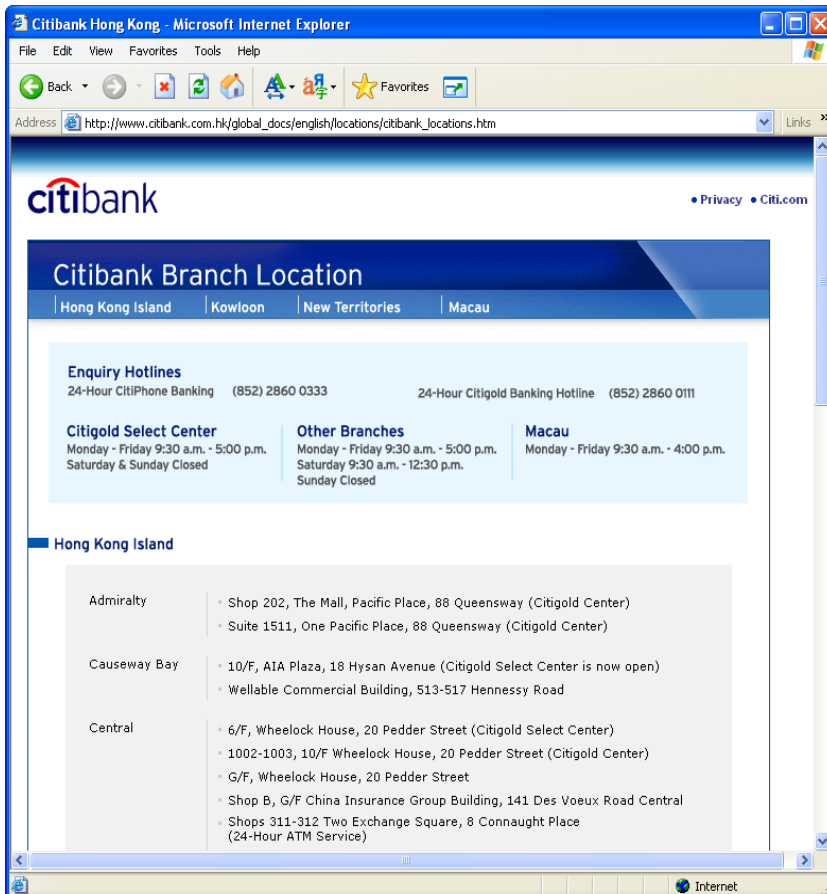 Citibank Hong Kong - Microsoft Internet Explorer
File Edit View Favorites Tools Help
Back Favorites
Address http://www.citibank.com.hk/global_docs/english/locations/citibank_locations.htm Links »
citibank
• Privacy • Citi.com
Citibank Branch Location
Hong Kong Island Kowloon New Territories Macau
Enquiry Hotlines
24-Hour CitiPhone Banking (852) 2860 0333 24-Hour Citigold Banking Hotline (852) 2860 0111
Citigold Select Center Other Branches Macau
Monday - Friday 9:30 a.m. - 5:00 p.m. Monday - Friday 9:30 a.m. - 5:00 p.m. Monday - Friday 9:30 a.m. - 4:00 p.m.
Saturday & Sunday Closed Saturday 9:30 a.m. - 12:30 p.m.
Sunday Closed
Hong Kong Island
Admiralty Shop 202, The Mall, Pacific Place, 88 Queensway (Citigold Center)
Suite 1511, One Pacific Place, 88 Queensway (Citigold Center)
Causeway Bay 10/F, AIA Plaza, 18 Hysan Avenue (Citigold Select Center is now open)
Wellable Commercial Building, 513-517 Hennessy Road
Central 6/F, Wheelock House, 20 Pedder Street (Citigold Select Center)
1002-1003, 10/F Wheelock House, 20 Pedder Street (Citigold Center)
G/F, Wheelock House, 20 Pedder Street
Shop B, G/F China Insurance Group Building, 141 Des Voeux Road Central
Shops 311-312 Two Exchange Square, 8 Connaught Place
(24-Hour ATM Service)
Internet